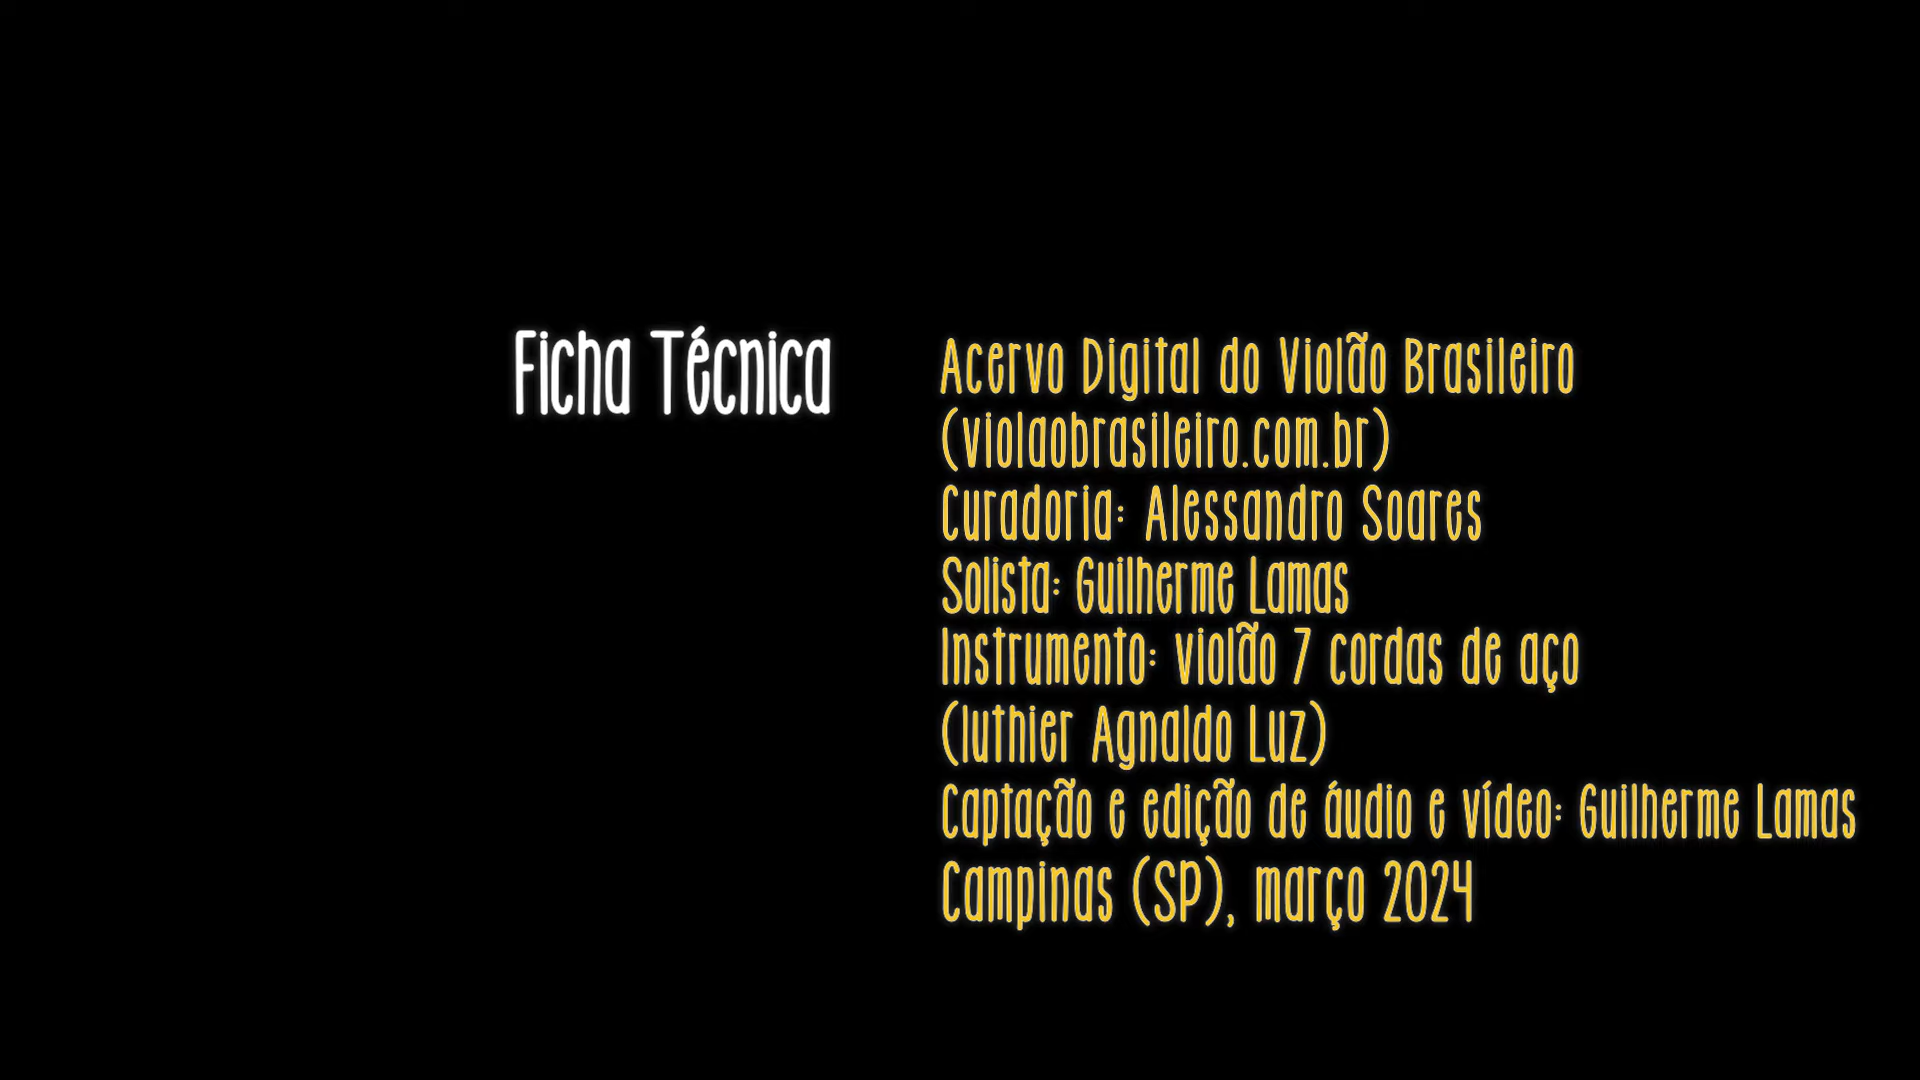 Ficha Técnica
Acervo Digital do Violão Brasileiro
(violaobrasileiro.com.br)
Curadoria: Alessandro Soares
Solista: Guilherme Lamas
Instrumento: violão 7 cordas de aço
(luthier Agnaldo Luz)
Captação e edição de áudio e vídeo: Guilherme Lamas
Campinas (SP), março 2024